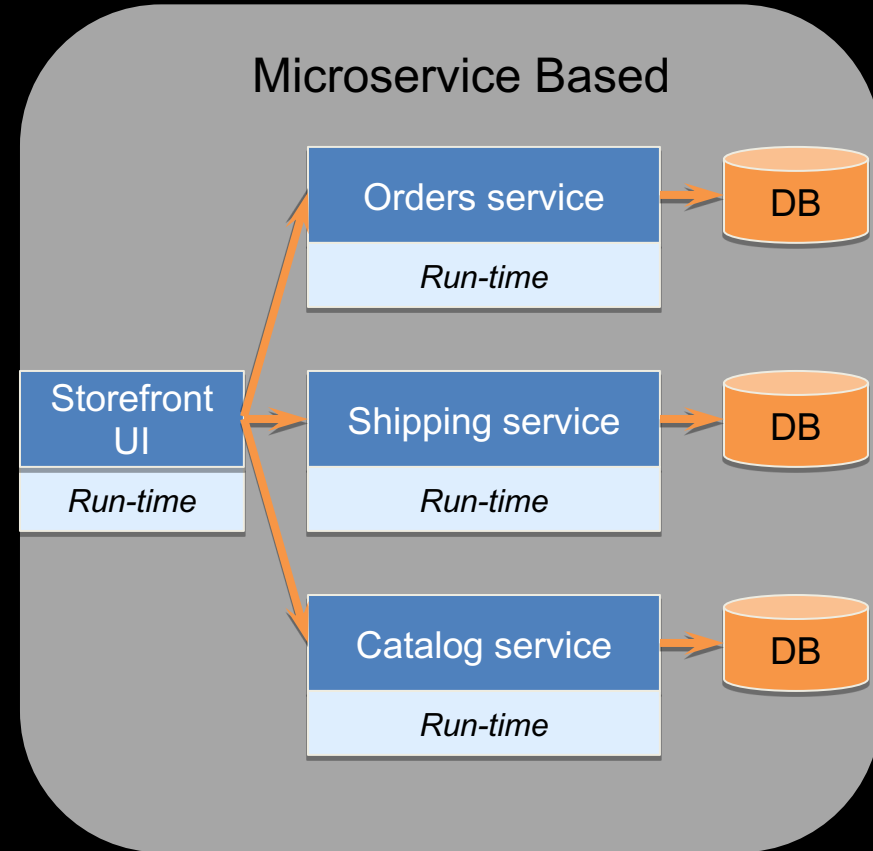 Microservice Based
Orders service
DB
Run-time
Storefront
UI
Run-time
Shipping service
DB
Run-time
Catalog service
DB
Run-time